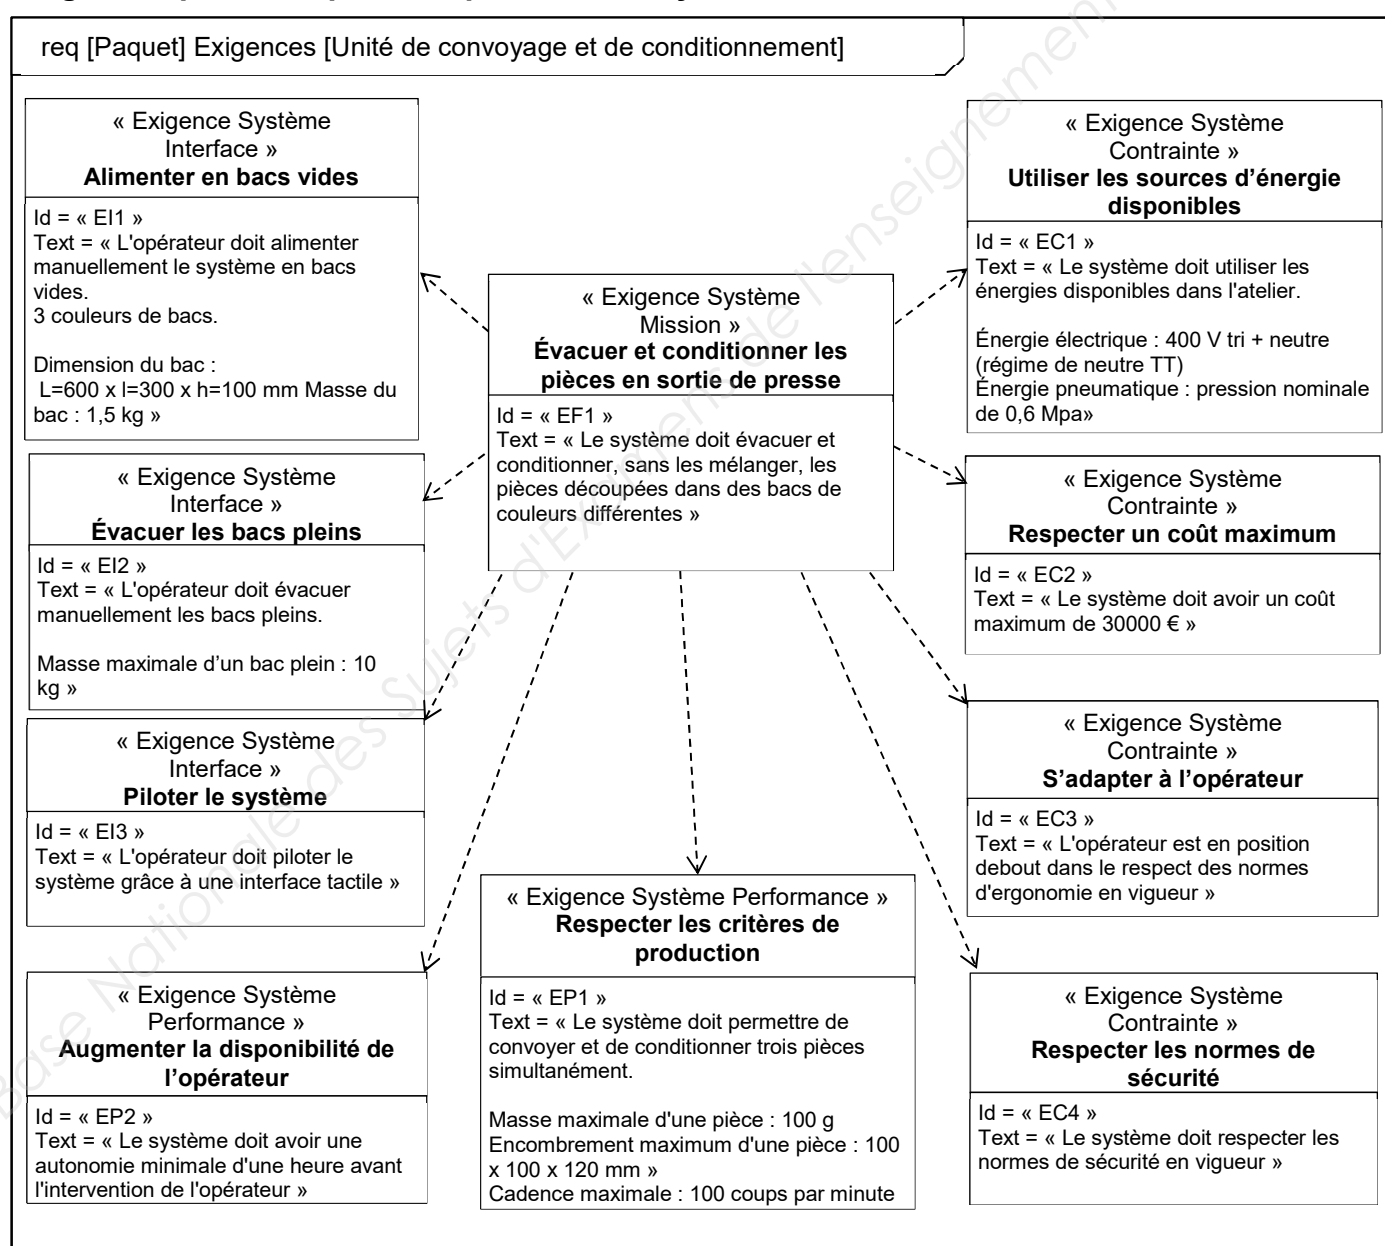 req [Paquet] Exigences [Unité de convoyage et de conditionnement]
« Exigence Système
Interface »
Alimenter en bacs vides
Id = « EI1 »
Text = « L'opérateur doit alimenter
manuellement le système en bacs
vides.
3 couleurs de bacs.
Dimension du bac :
L=600 x l=300 x h=100 mm Masse du
bac : 1,5 kg »
« Exigence Système
Interface »
Évacuer les bacs pleins
Id = « EI2 »
Text = « L'opérateur doit évacuer
manuellement les bacs pleins.
Masse maximale d’un bac plein : 10
kg »
« Exigence Système
Interface »
Piloter le système
Id = « EI3 »
Text = « L'opérateur doit piloter le
système grâce à une interface tactile »
« Exigence Système
Performance »
Augmenter la disponibilité de
l’opérateur
Id = « EP2 »
Text = « Le système doit avoir une
autonomie minimale d'une heure avant
l'intervention de l'opérateur »
« Exigence Système
Mission »
Évacuer et conditionner les
pièces en sortie de presse
Id = « EF1 »
Text = « Le système doit évacuer et
conditionner, sans les mélanger, les
pièces découpées dans des bacs de
couleurs différentes »
« Exigence Système Performance »
Respecter les critères de
production
Id = « EP1 »
Text = « Le système doit permettre de
convoyer et de conditionner trois pièces
simultanément.
Masse maximale d'une pièce : 100 g
Encombrement maximum d'une pièce : 100
x 100 x 120 mm »
Cadence maximale : 100 coups par minute
« Exigence Système
Contrainte »
Utiliser les sources d’énergie
disponibles
Id = « EC1 »
Text = « Le système doit utiliser les
énergies disponibles dans l'atelier.
Énergie électrique : 400 V tri + neutre
(régime de neutre TT)
Énergie pneumatique : pression nominale
de 0,6 Mpa»
« Exigence Système
Contrainte »
Respecter un coût maximum
Id = « EC2 »
Text = « Le système doit avoir un coût
maximum de 30000 € »
« Exigence Système
Contrainte »
S’adapter à l’opérateur
Id = « EC3 »
Text = « L'opérateur est en position
debout dans le respect des normes
d'ergonomie en vigueur »
« Exigence Système
Contrainte »
Respecter les normes de
sécurité
Id = « EC4 »
Text = « Le système doit respecter les
normes de sécurité en vigueur »
Base Nationale des Sujets d'Examens de l'enseignement